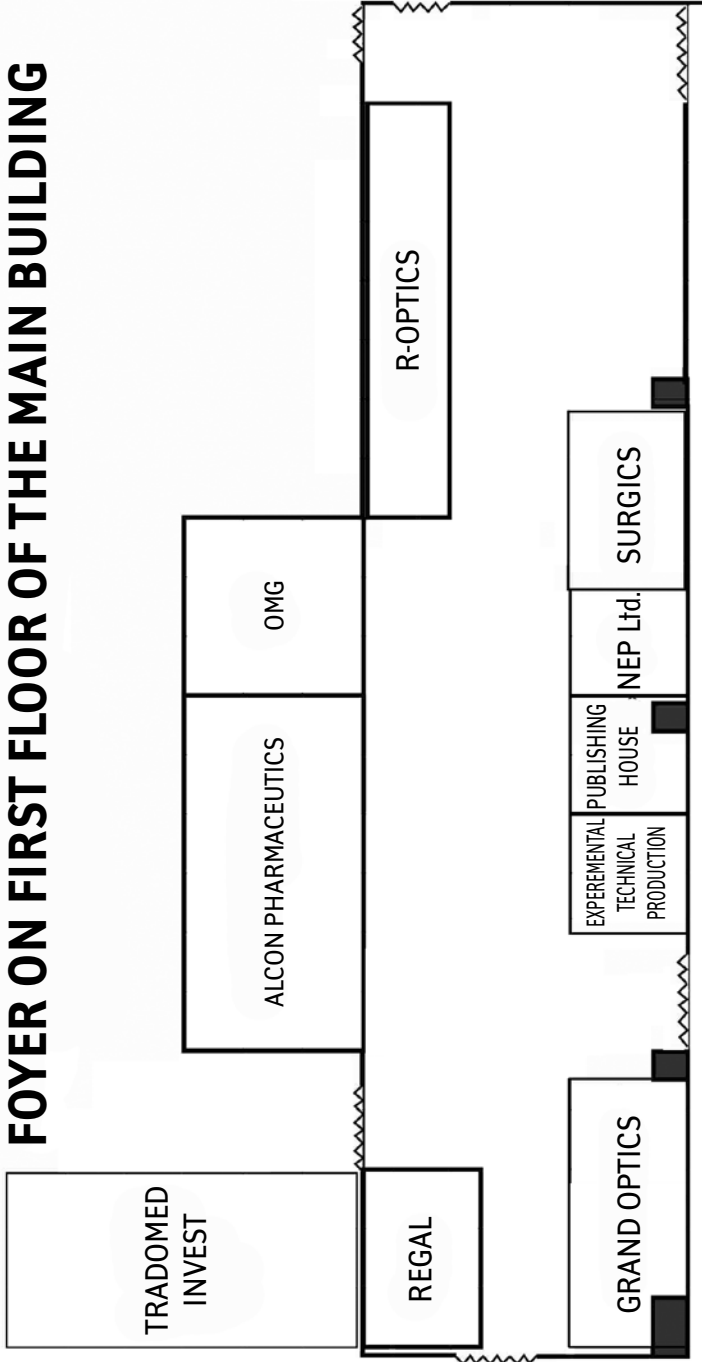 FOYER ON FIRST FLOOR OF THE MAIN BUILDING
TRADOMED
INVEST
ALCON PHARMACEUTICS
OMG
REGAL
R-OPTICS
GRAND OPTICS
EXPEREMENTAL
TECHNICAL
PRODUCTION
PUBLISHING
HOUSE
NEP Ltd.
SURGICS